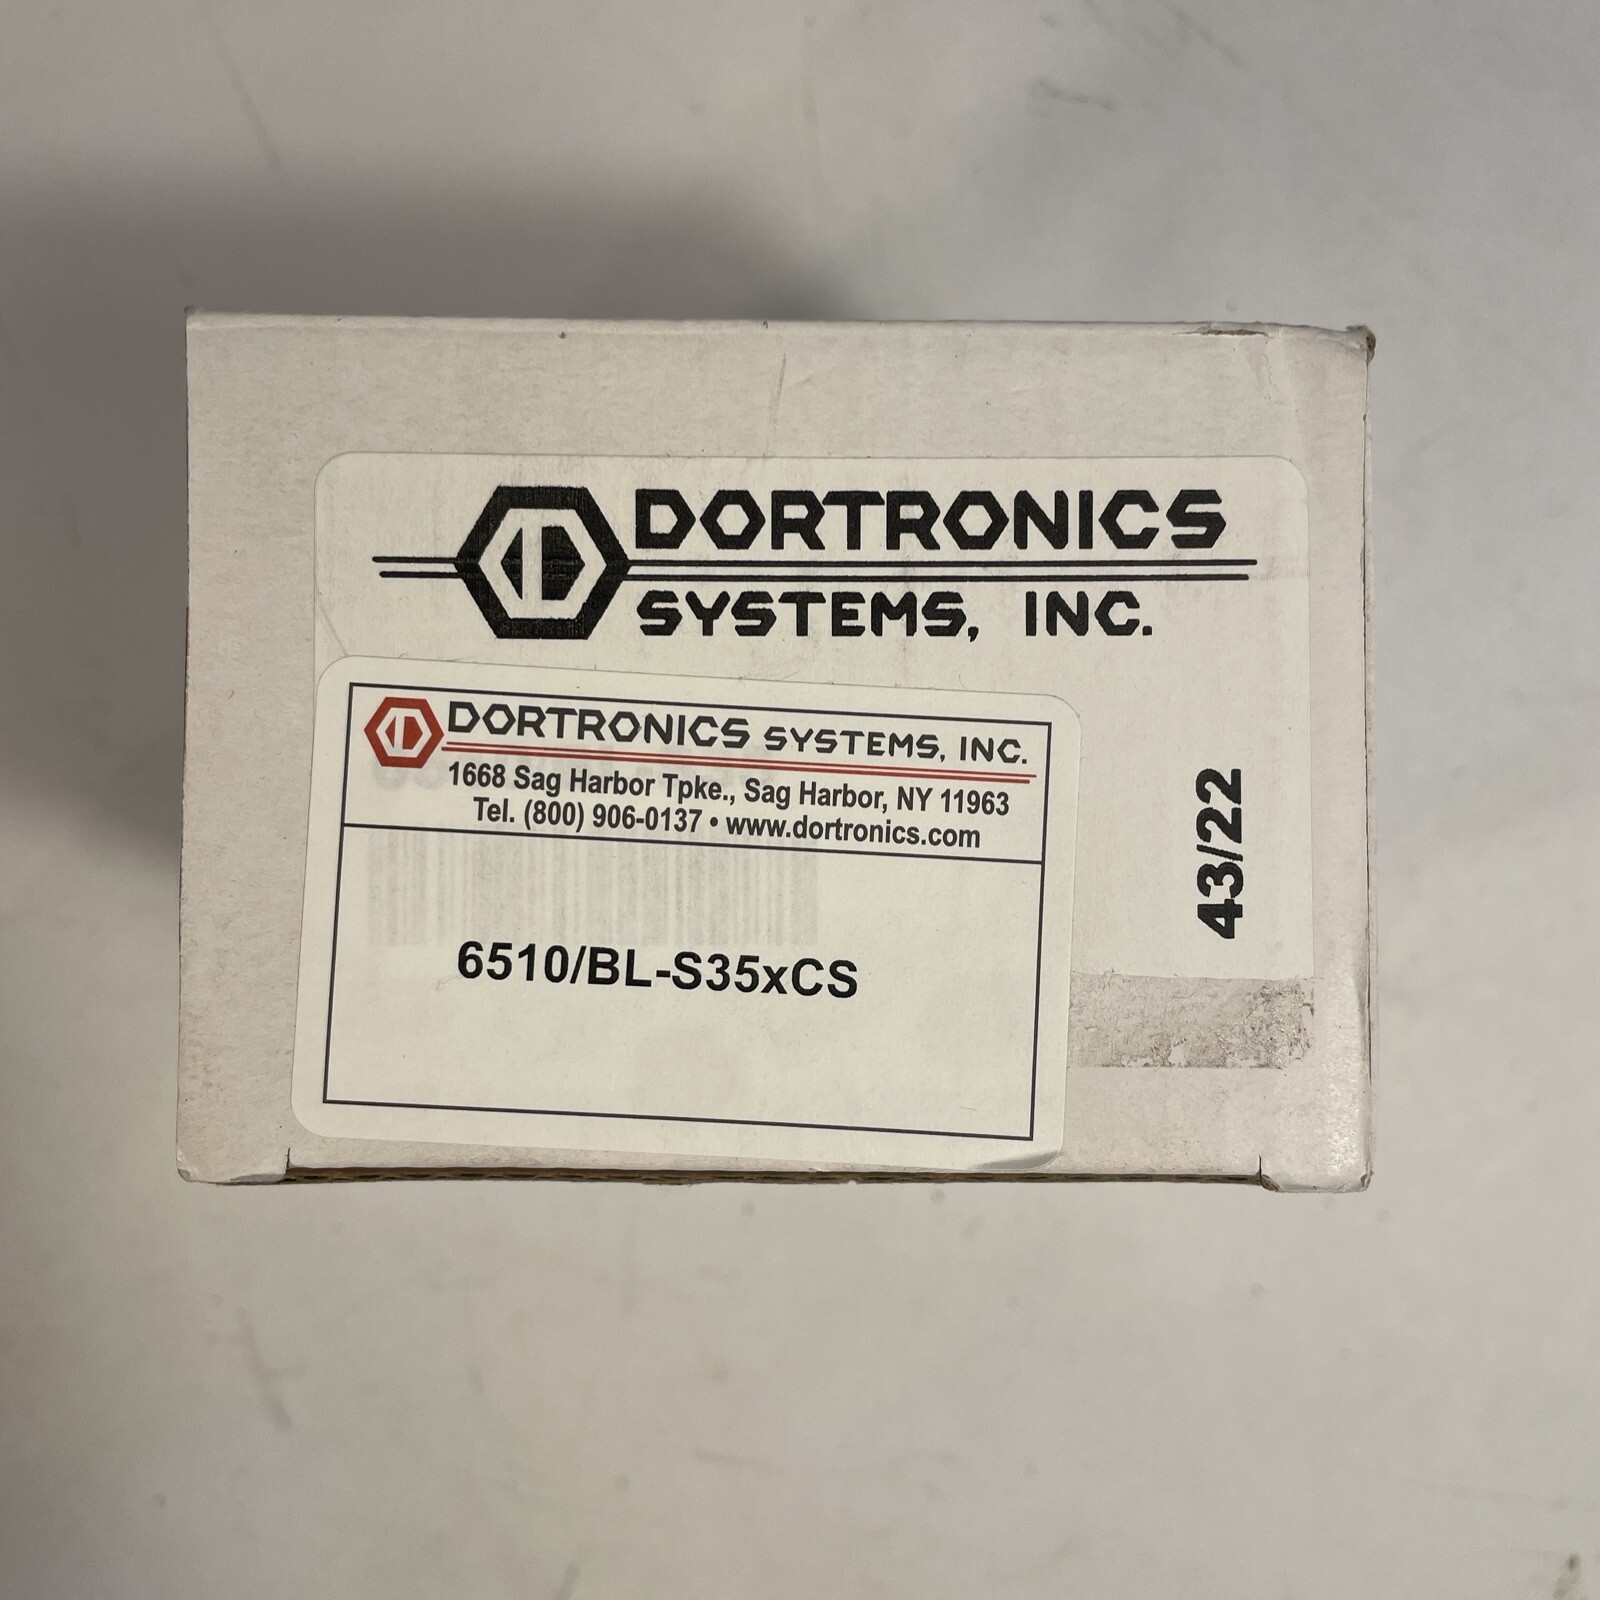 DORTRONICS
SYSTEMS, INC.
DORTRONICS SYSTEMS, INC.
1668 Sag Harbor Tpke., Sag Harbor, NY 11963
Tel. (800) 906-0137 • www.dortronics.com
6510/BL-S35xCS
43/22